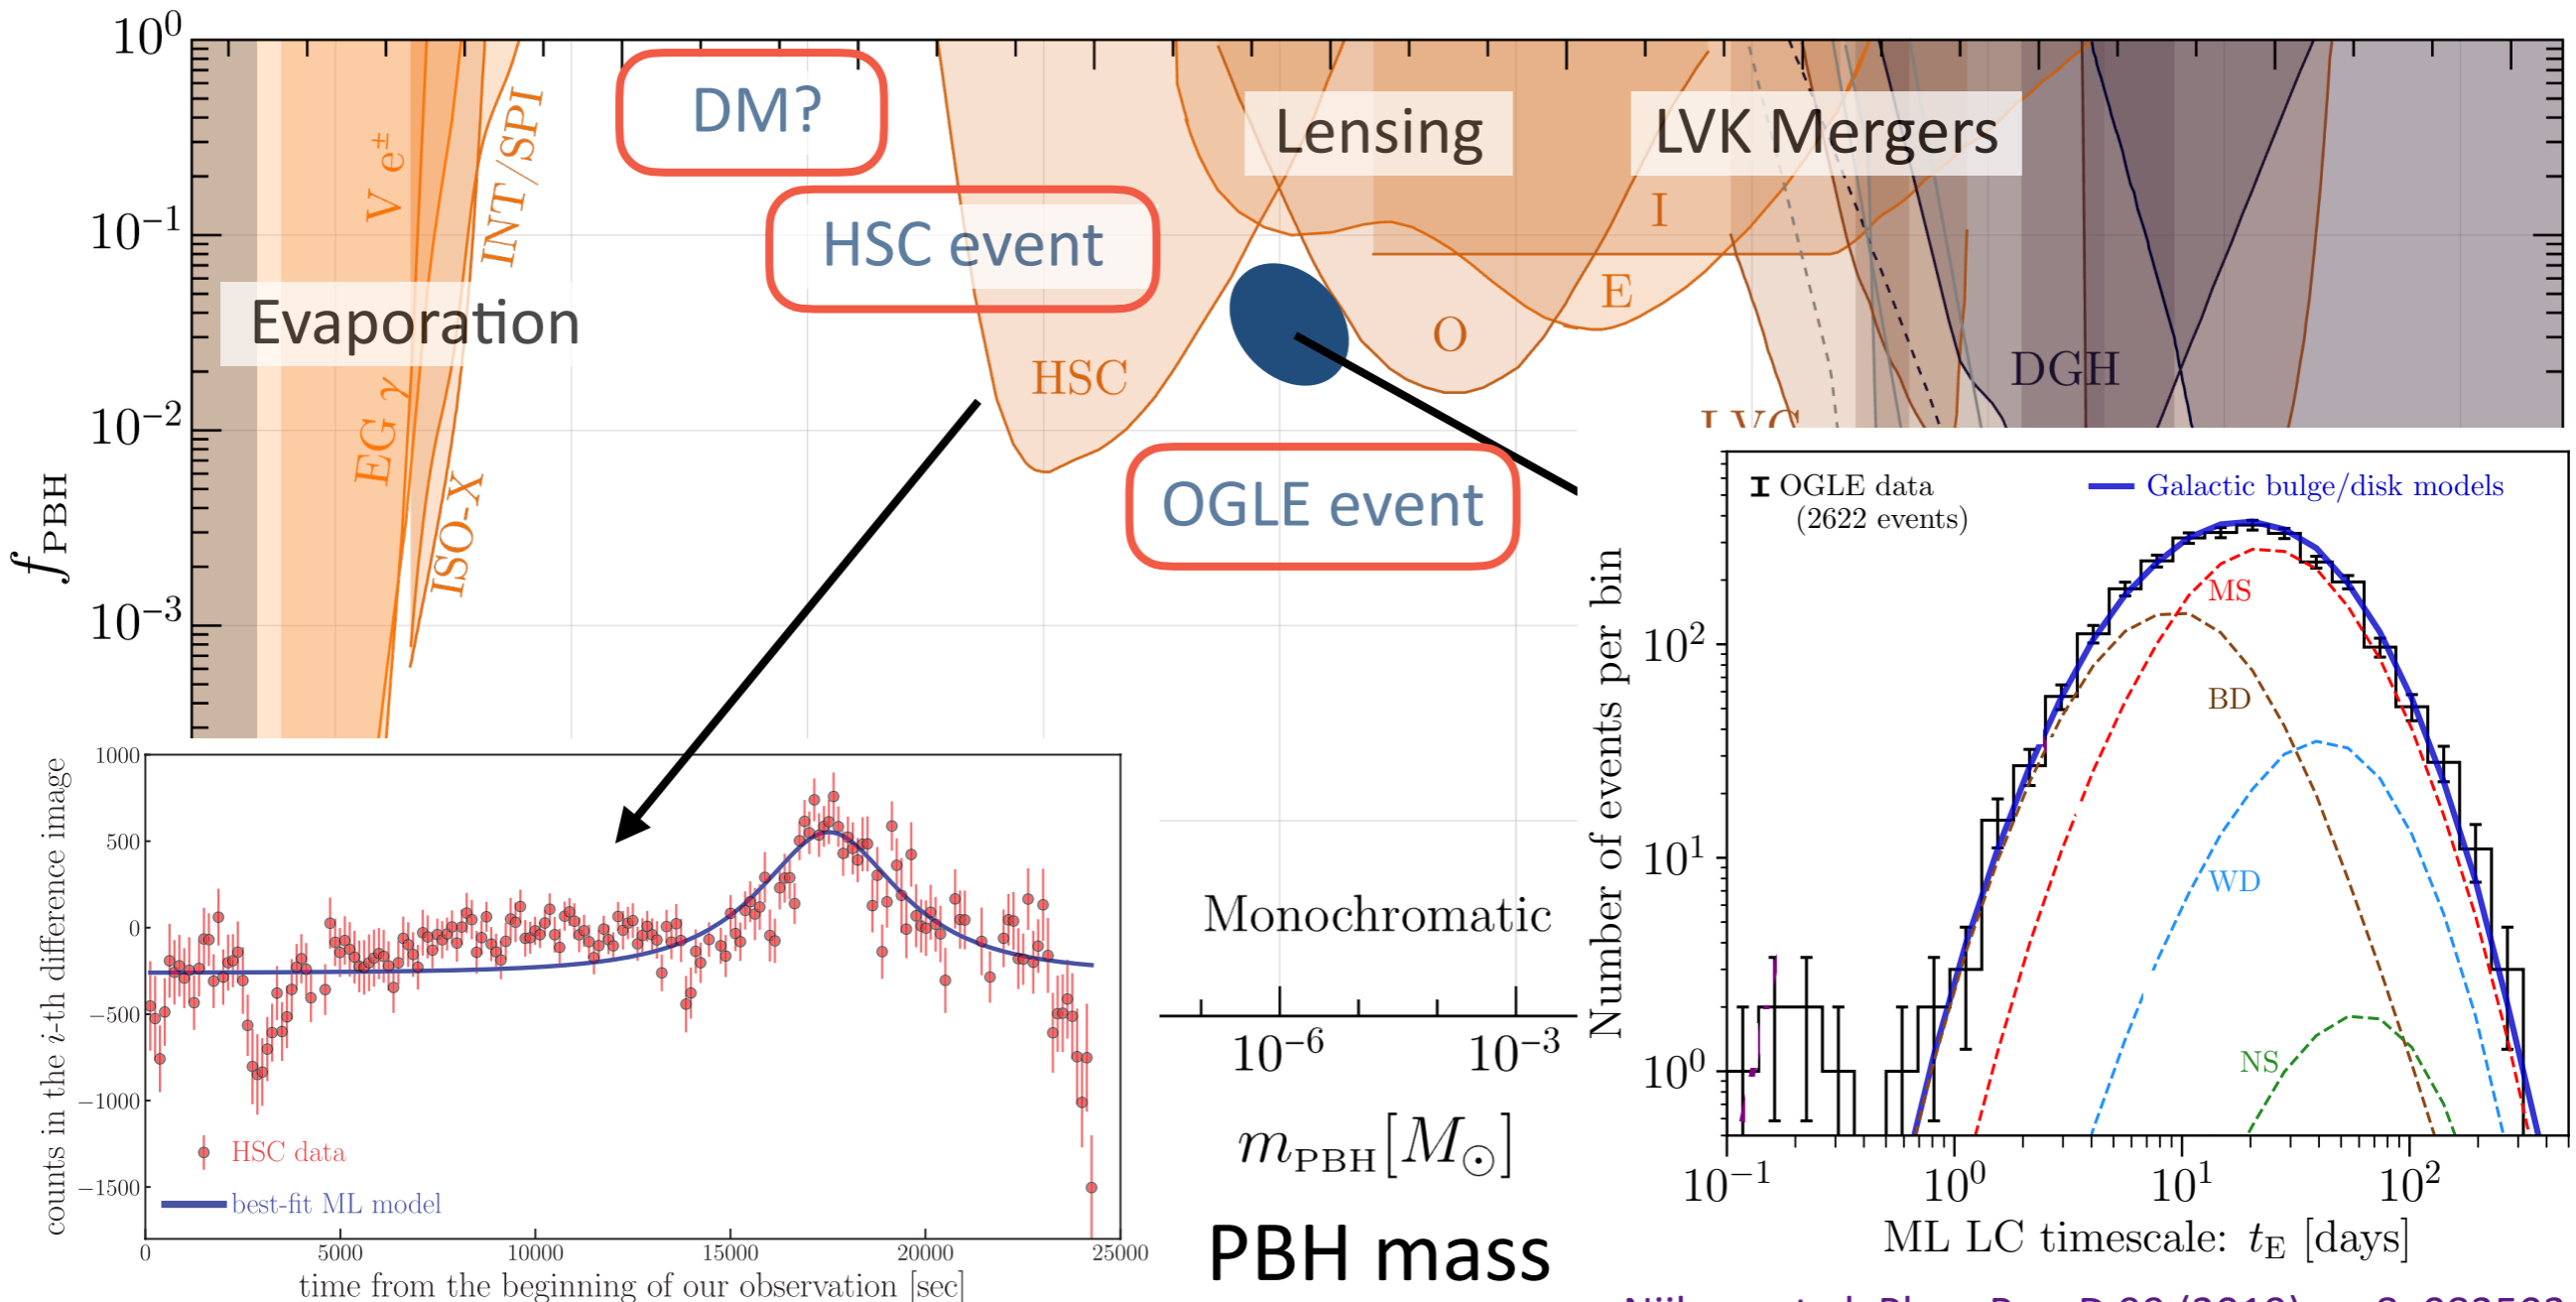 10^0
10^{-1}
10^{-2}
10^{-3}
f_{PBH}
DM?
HSC event
OGLE event
Evaporation
Lensing
LVK Mergers
V e^±
EG γ
INT/SPI
ISO-X
HSC
O
E
I
DGH
Monochromatic
10^{-6} 10^{-3}
m_{PBH}[M_⊙]
PBH mass
counts in the i-th difference image
1000
500
0
−500
−1000
−1500
HSC data
best-fit ML model
0 5000 10000 15000 20000 25000
time from the beginning of our observation [sec]
Number of events per bin
OGLE data
(2622 events)
Galactic bulge/disk models
MS
BD
WD
NS
10^2
10^1
10^0
10^{-1} 10^0 10^1 10^2
ML LC timescale: t_E [days]